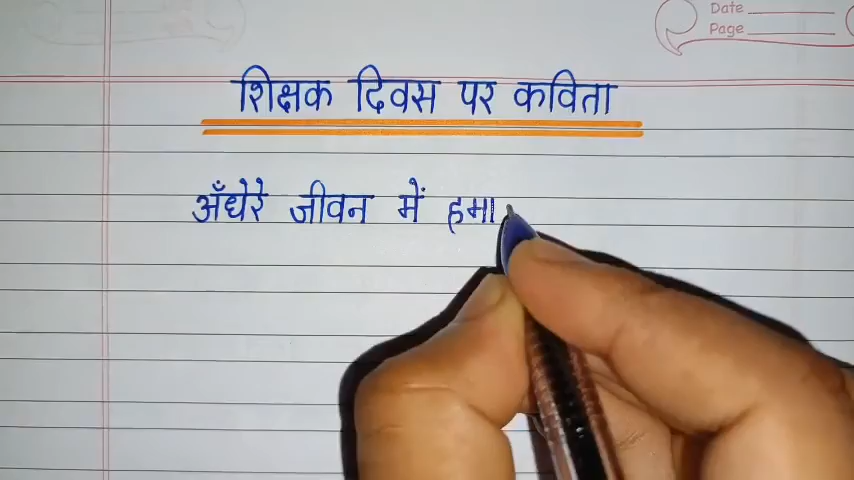 Date
Page
शिक्षक दिवस पर कविता
अँधेरे जीवन में हमा